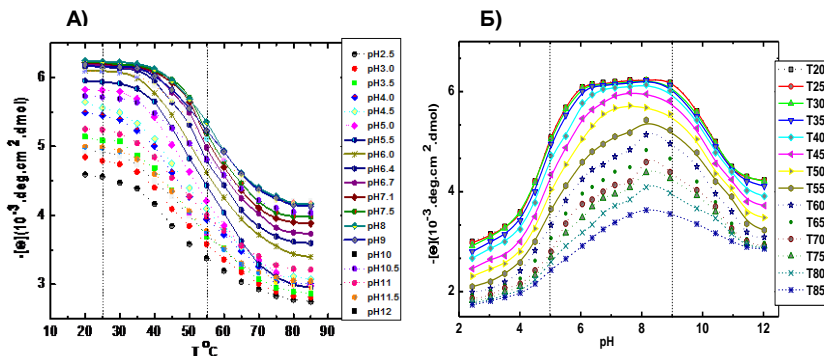 А)
-[Θ](10⁻³.deg.cm².dmol)
6
5
4
3
10 20 30 40 50 60 70 80 90 100
T°C
pH2.5
pH3.0
pH3.5
pH4.0
pH4.5
pH5.0
pH5.5
pH6.0
pH6.4
pH6.7
pH7.1
pH7.5
pH8
pH9
pH10
pH10.5
pH11
pH11.5
pH12
Б)
-[Θ](10⁻³.deg.cm².dmol)
6
4
2
2 4 6 8 10 12
pH
T20
T25
T30
T35
T40
T45
T50
T55
T60
T65
T70
T75
T80
T85